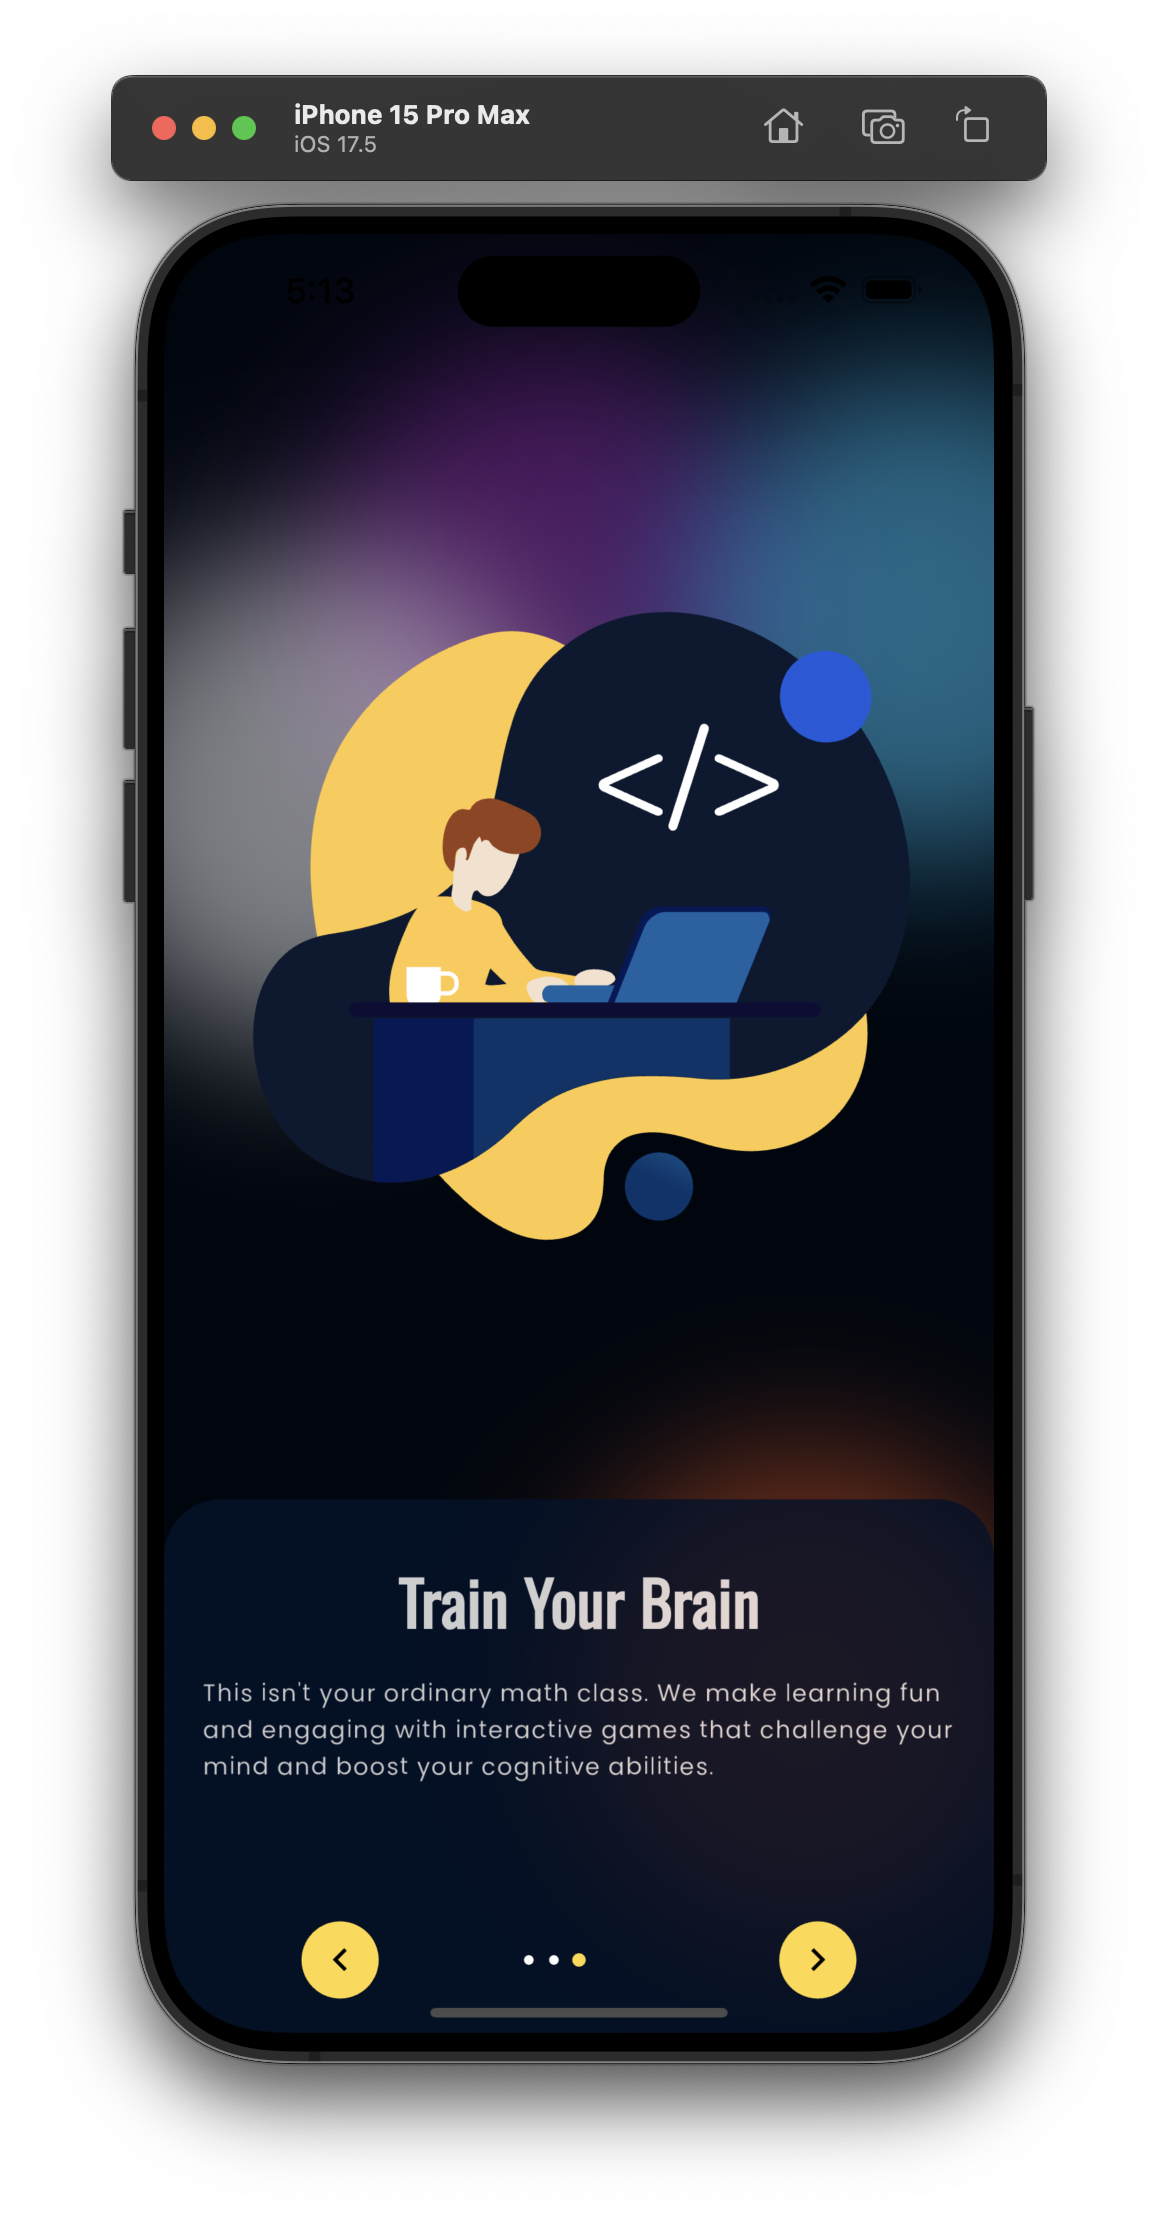 iPhone 15 Pro Max
iOS 17.5
5:13
</>
Train Your Brain
This isn't your ordinary math class. We make learning fun
and engaging with interactive games that challenge your
mind and boost your cognitive abilities.